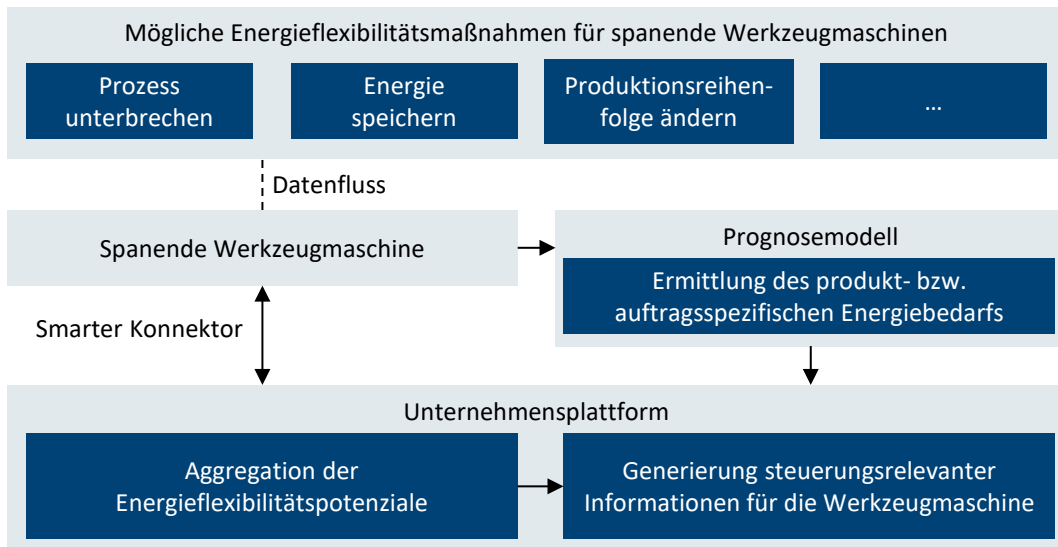 Mögliche Energieflexibilitätsmaßnahmen für spanende Werkzeugmaschinen
Prozess
unterbrechen
Energie
speichern
Produktionsreihen-
folge ändern
...
Datenfluss
Spanende Werkzeugmaschine
Prognosemodell
Ermittlung des produkt- bzw.
auftragsspezifischen Energiebedarfs
Smarter Konnektor
Unternehmensplattform
Aggregation der
Energieflexibilitätspotenziale
Generierung steuerungsrelevanter
Informationen für die Werkzeugmaschine